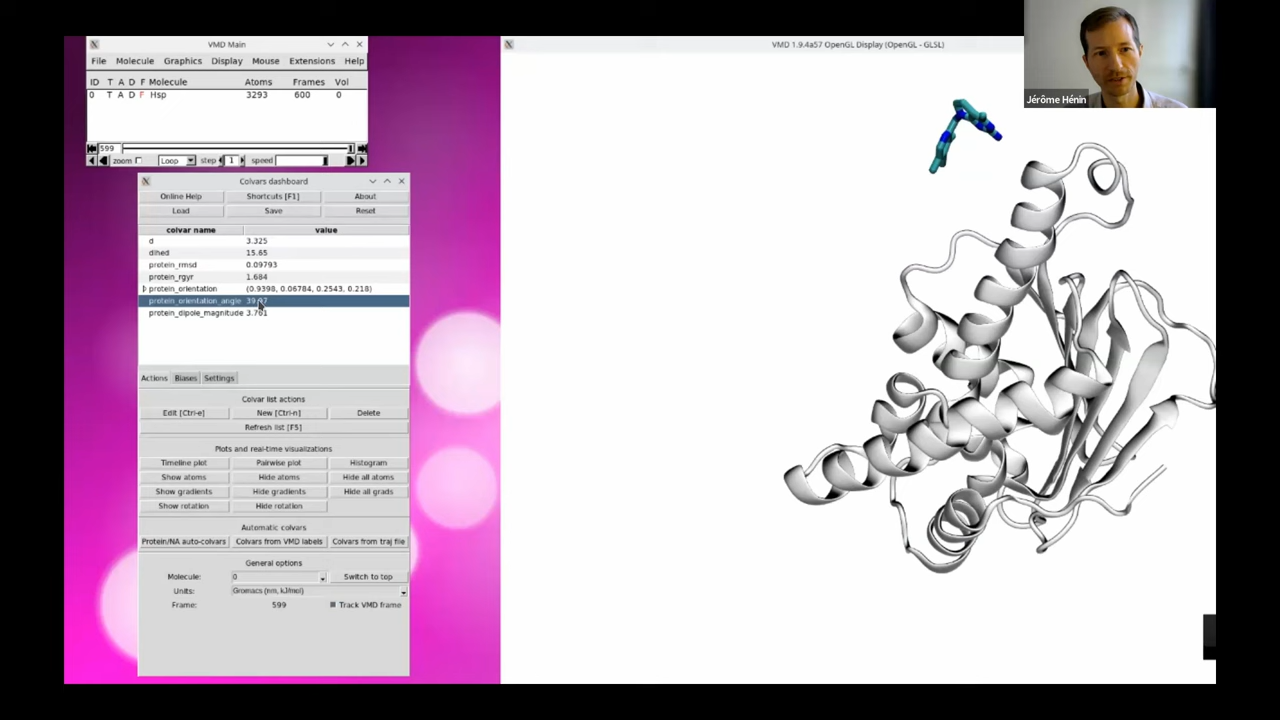 VMD Main
File Molecule Graphics Display Mouse Extensions Help
ID T A D F Molecule Atoms Frames Vol
0 T A D F Hsp 3293 600 0
599
zoom Loop step 1 speed
Colvars dashboard
Online Help Shortcuts [F1] About
Load Save Reset
colvar name value
d 3.325
dihed 15.65
protein_rmsd 0.09793
protein_rgyr 1.684
protein_orientation (0.9398, 0.06784, 0.2543, 0.218)
protein_orientation_angle
protein_dipole_magnitude 3.761
Actions Biases Settings
Colvar list actions
Edit [Ctrl-e] New [Ctrl-n] Delete
Refresh list [F5]
Plots and real-time visualizations
Timeline plot Pairwise plot Histogram
Show atoms Hide atoms Hide all atoms
Show gradients Hide gradients Hide all grads
Show rotation Hide rotation
Automatic colvars
Protein/NA auto-colvars Colvars from VMD labels Colvars from traj file
General options
Molecule: 0 Switch to top
Units: Gromacs (nm, kJ/mol)
Frame: 599 Track VMD frame
VMD 1.9.4a57 OpenGL Display (OpenGL - GLSL)
Jérôme Hénin